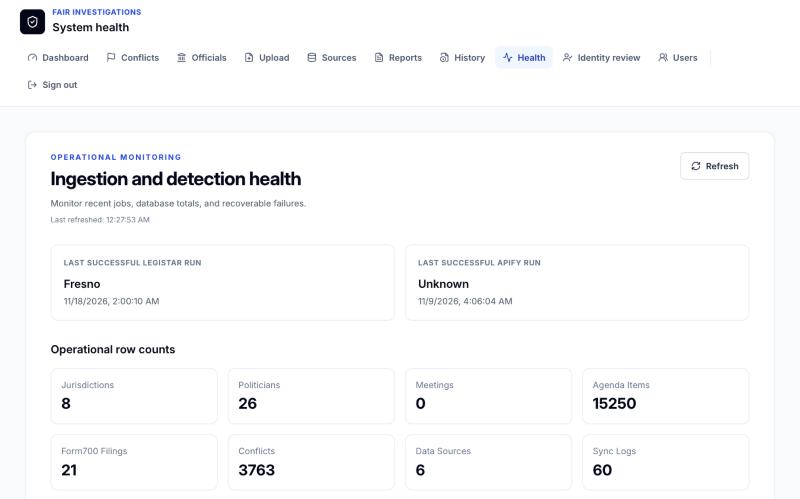 FAIR INVESTIGATIONS
System health
Dashboard Conflicts Officials Upload Sources Reports History Health Identity review Users
Sign out
OPERATIONAL MONITORING
Refresh
Ingestion and detection health
Monitor recent jobs, database totals, and recoverable failures.
Last refreshed: 12:27:53 AM
LAST SUCCESSFUL LEGISTAR RUN
Fresno
11/18/2026, 2:00:10 AM
LAST SUCCESSFUL APIFY RUN
Unknown
11/9/2026, 4:06:04 AM
Operational row counts
Jurisdictions
8
Politicians
26
Meetings
0
Agenda Items
15250
Form700 Filings
21
Conflicts
3763
Data Sources
6
Sync Logs
60